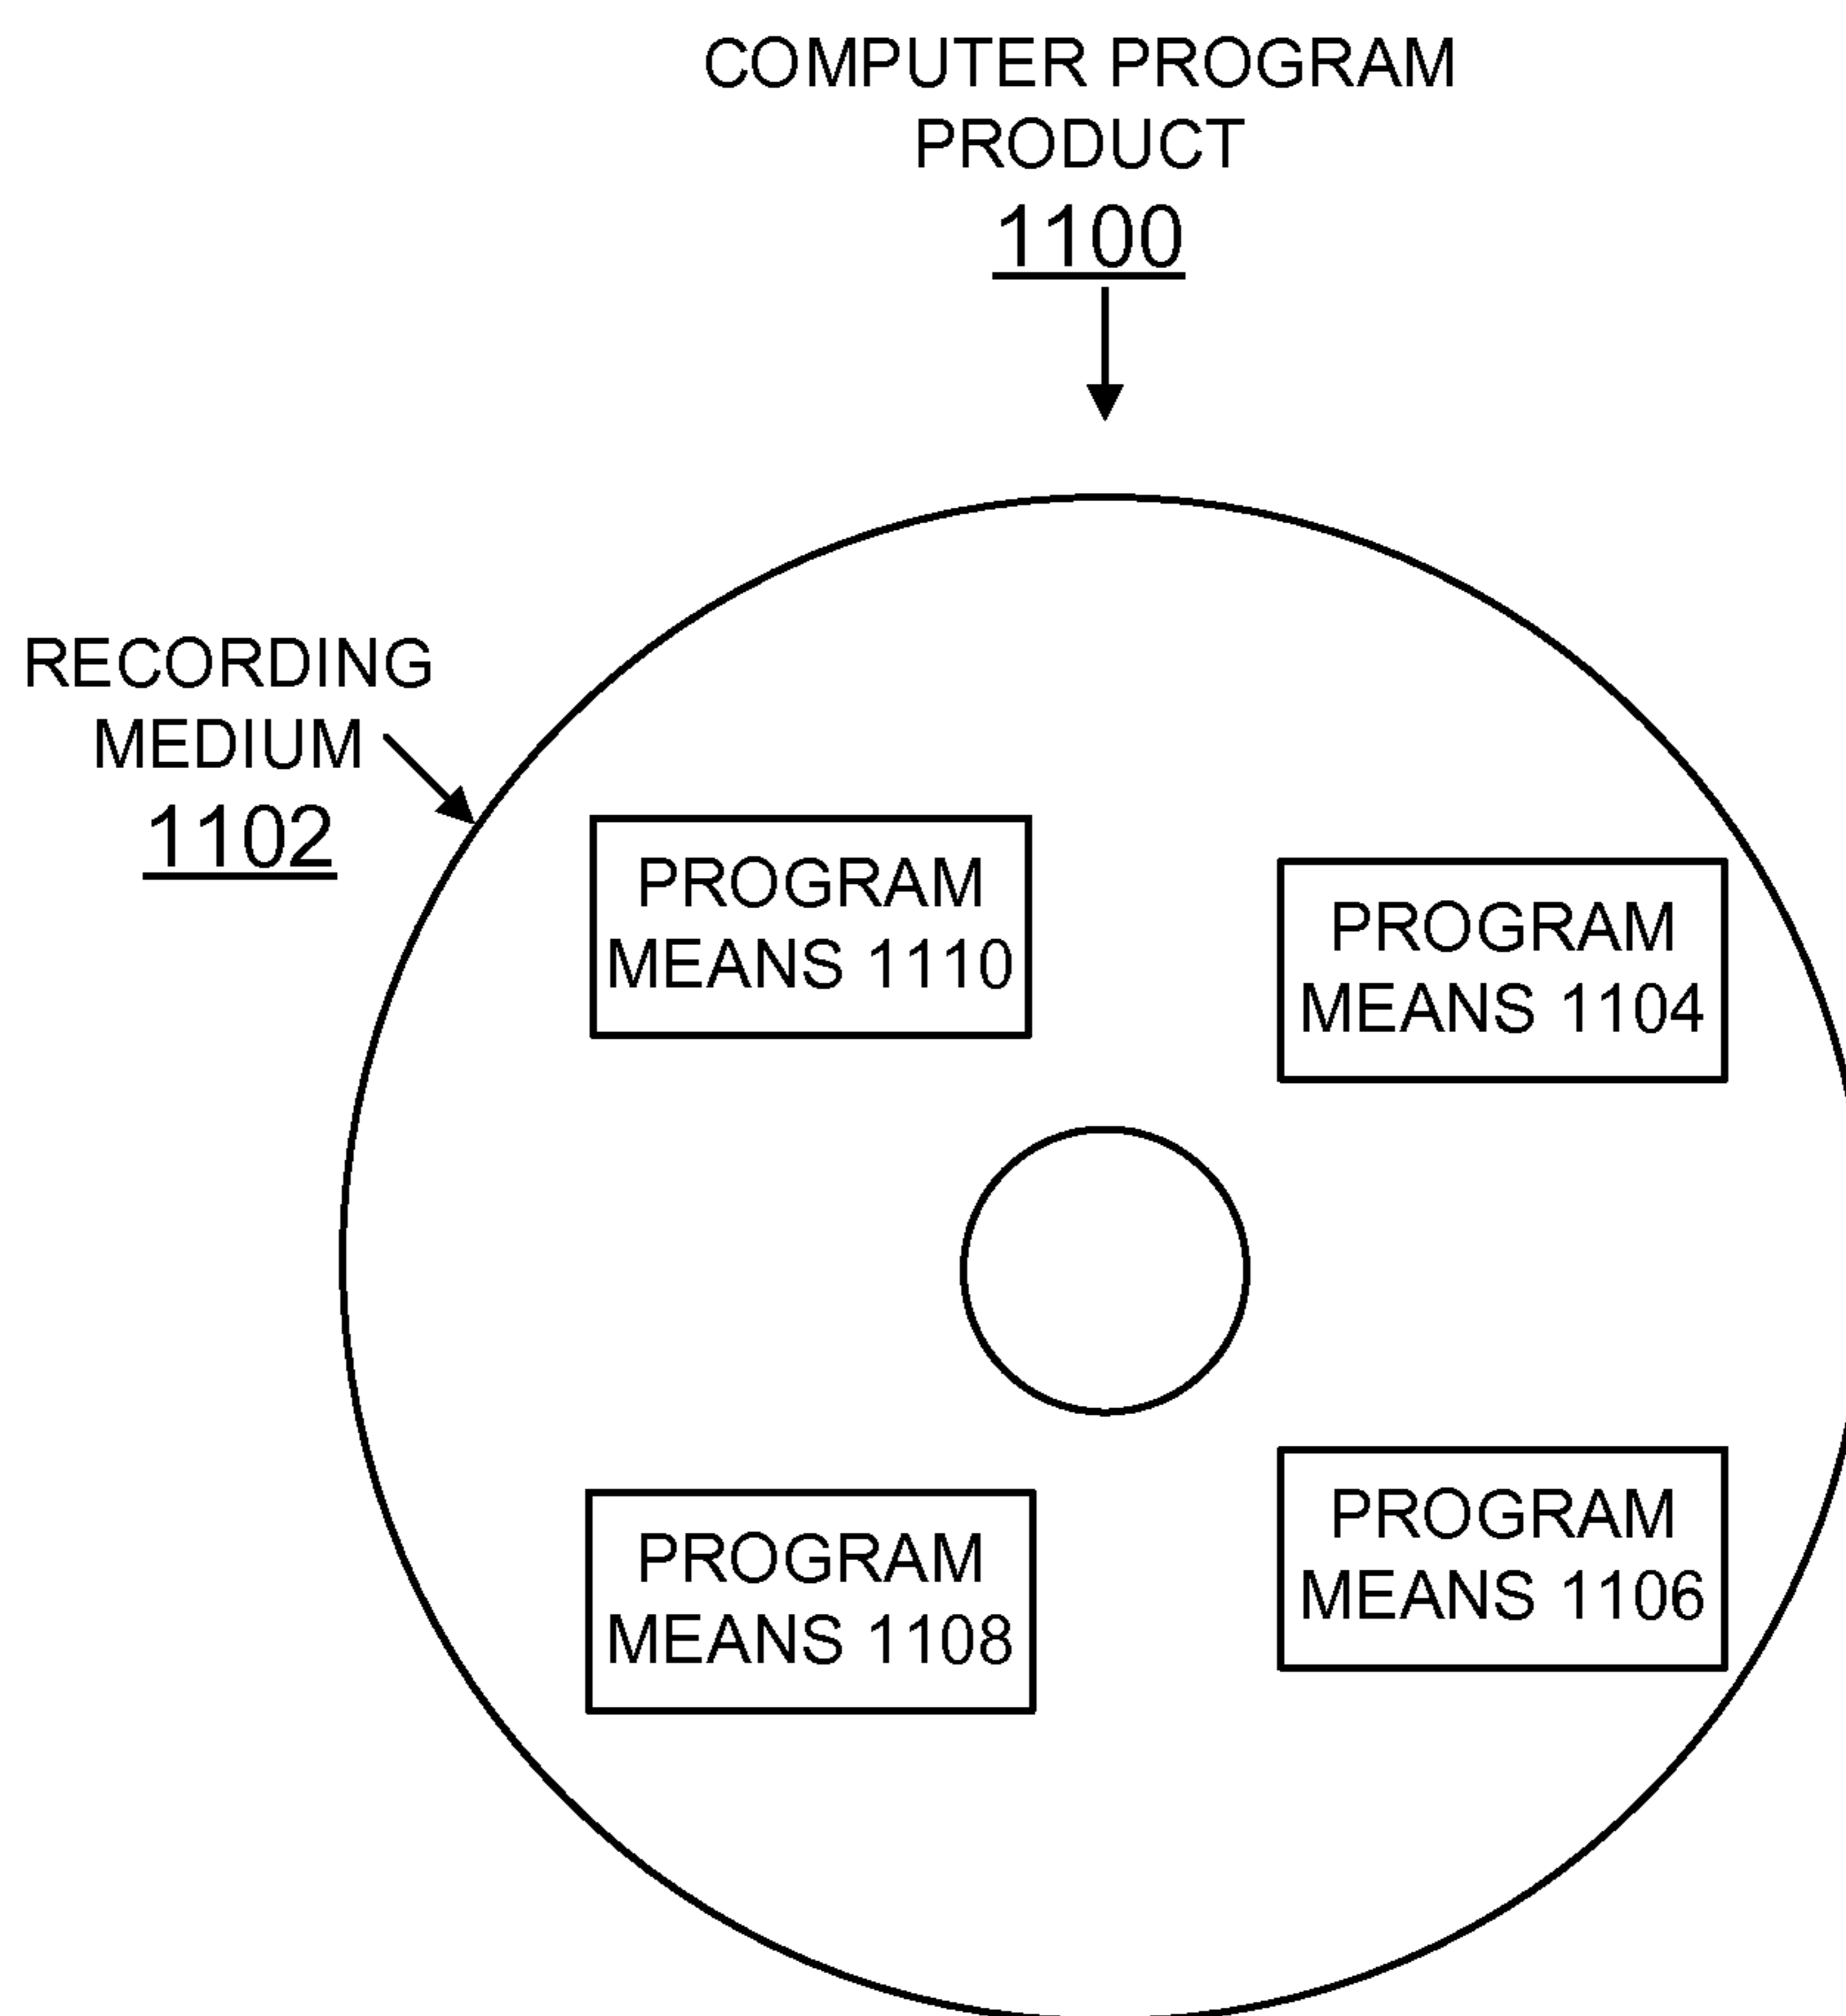 COMPUTER PROGRAM
PRODUCT
1100
RECORDING
MEDIUM
1102
PROGRAM
MEANS 1110
PROGRAM
MEANS 1104
PROGRAM
MEANS 1108
PROGRAM
MEANS 1106